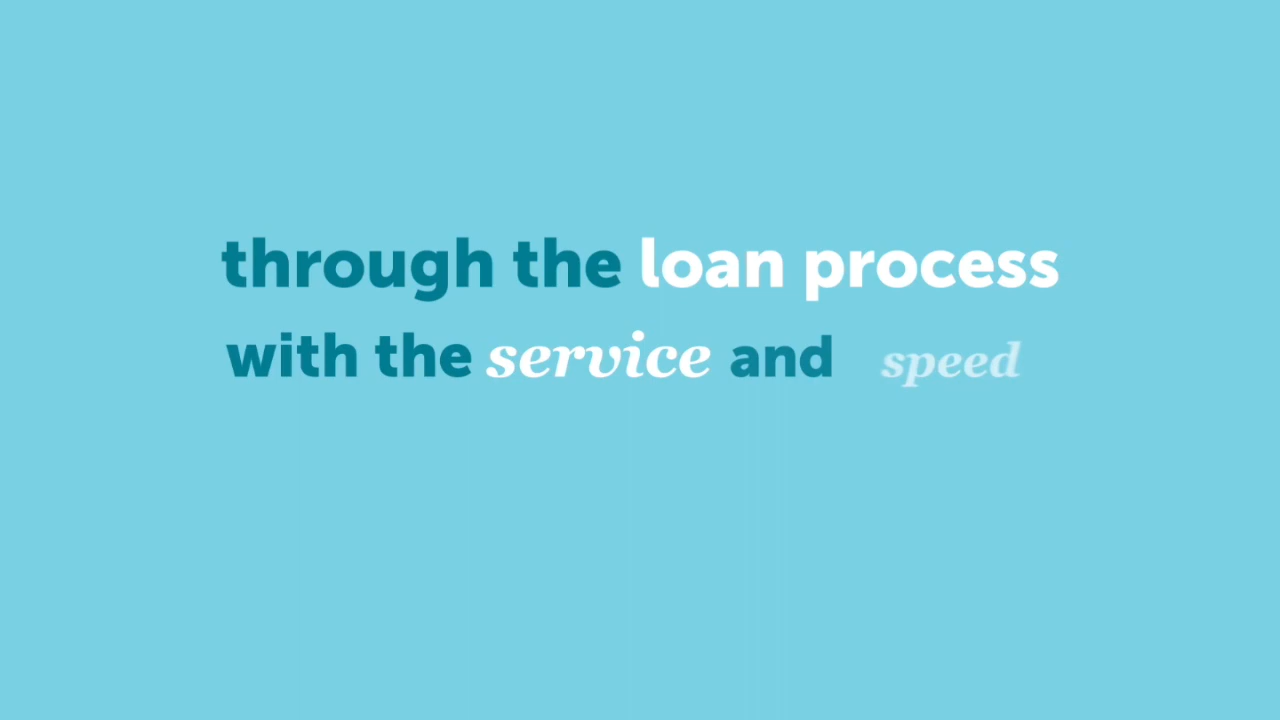 through the loan process
with the service and speed